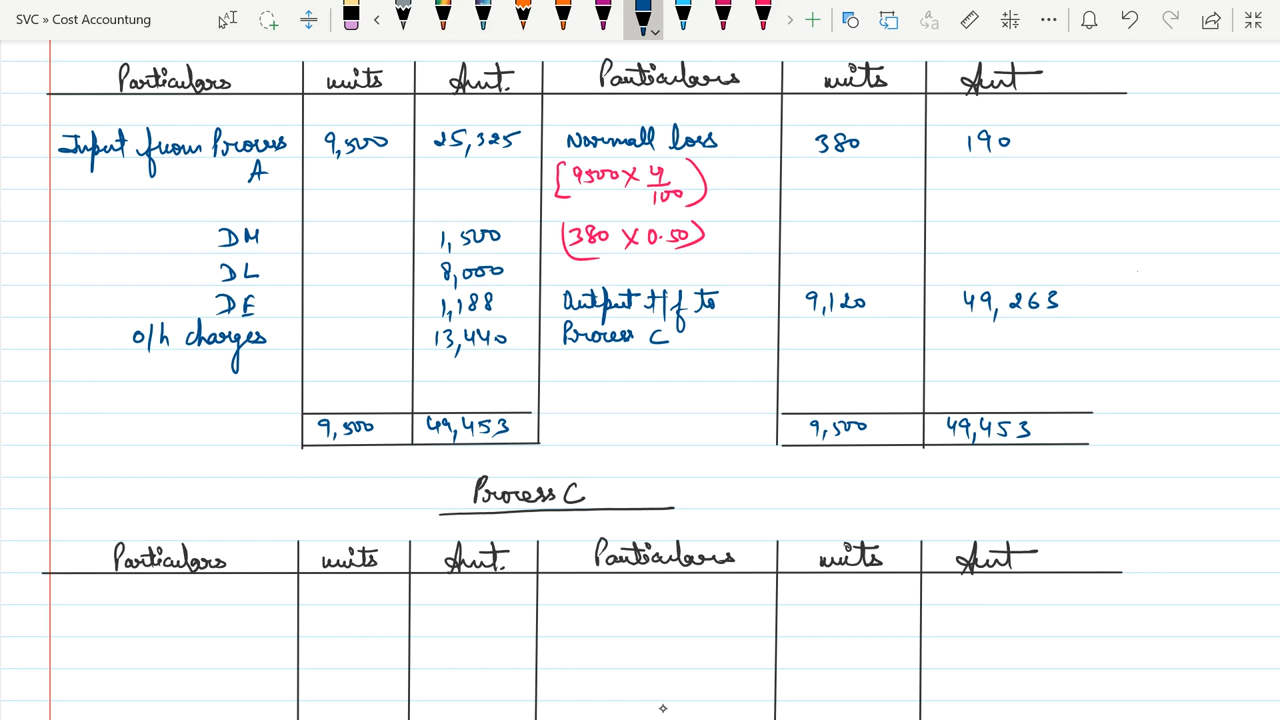 SVC » Cost Accountung
Particulars units Amt. Particulars units Amt
Input from Process A 9,500 25,325 Normall loss 380 190
[9500 × 4/100)
DM 1,500 (380 × 0.50)
DL 8,000
DE 1,188 Output t/f to 9,120 49,263
o/h charges 13,440 Process C
9,500 49,453 9,500 49,453
Process C
Particulars units Amt. Particulars units Amt